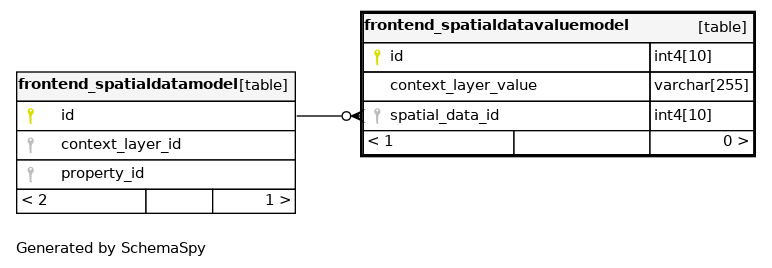 frontend_spatialdatavaluemodel [table]
id int4[10]
context_layer_value varchar[255]
spatial_data_id int4[10]
< 1 0 >
frontend_spatialdatamodel [table]
id
context_layer_id
property_id
< 2 1 >
Generated by SchemaSpy